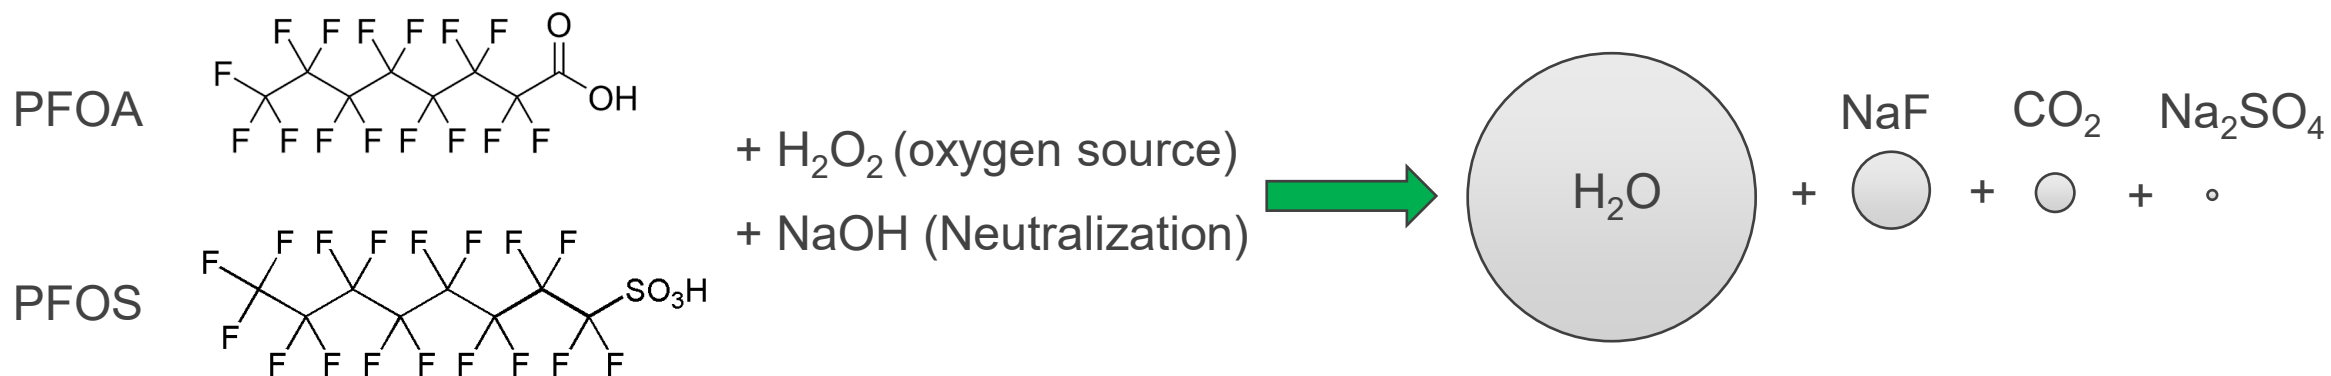 PFOA
F F F F F F O
F OH
F F F F F F F F
+ H₂O₂ (oxygen source)
+ NaOH (Neutralization)
PFOS
F F F F F F F
F SO₃H
F
F F F F F F F F
H₂O
+
NaF
+
CO₂
+
Na₂SO₄